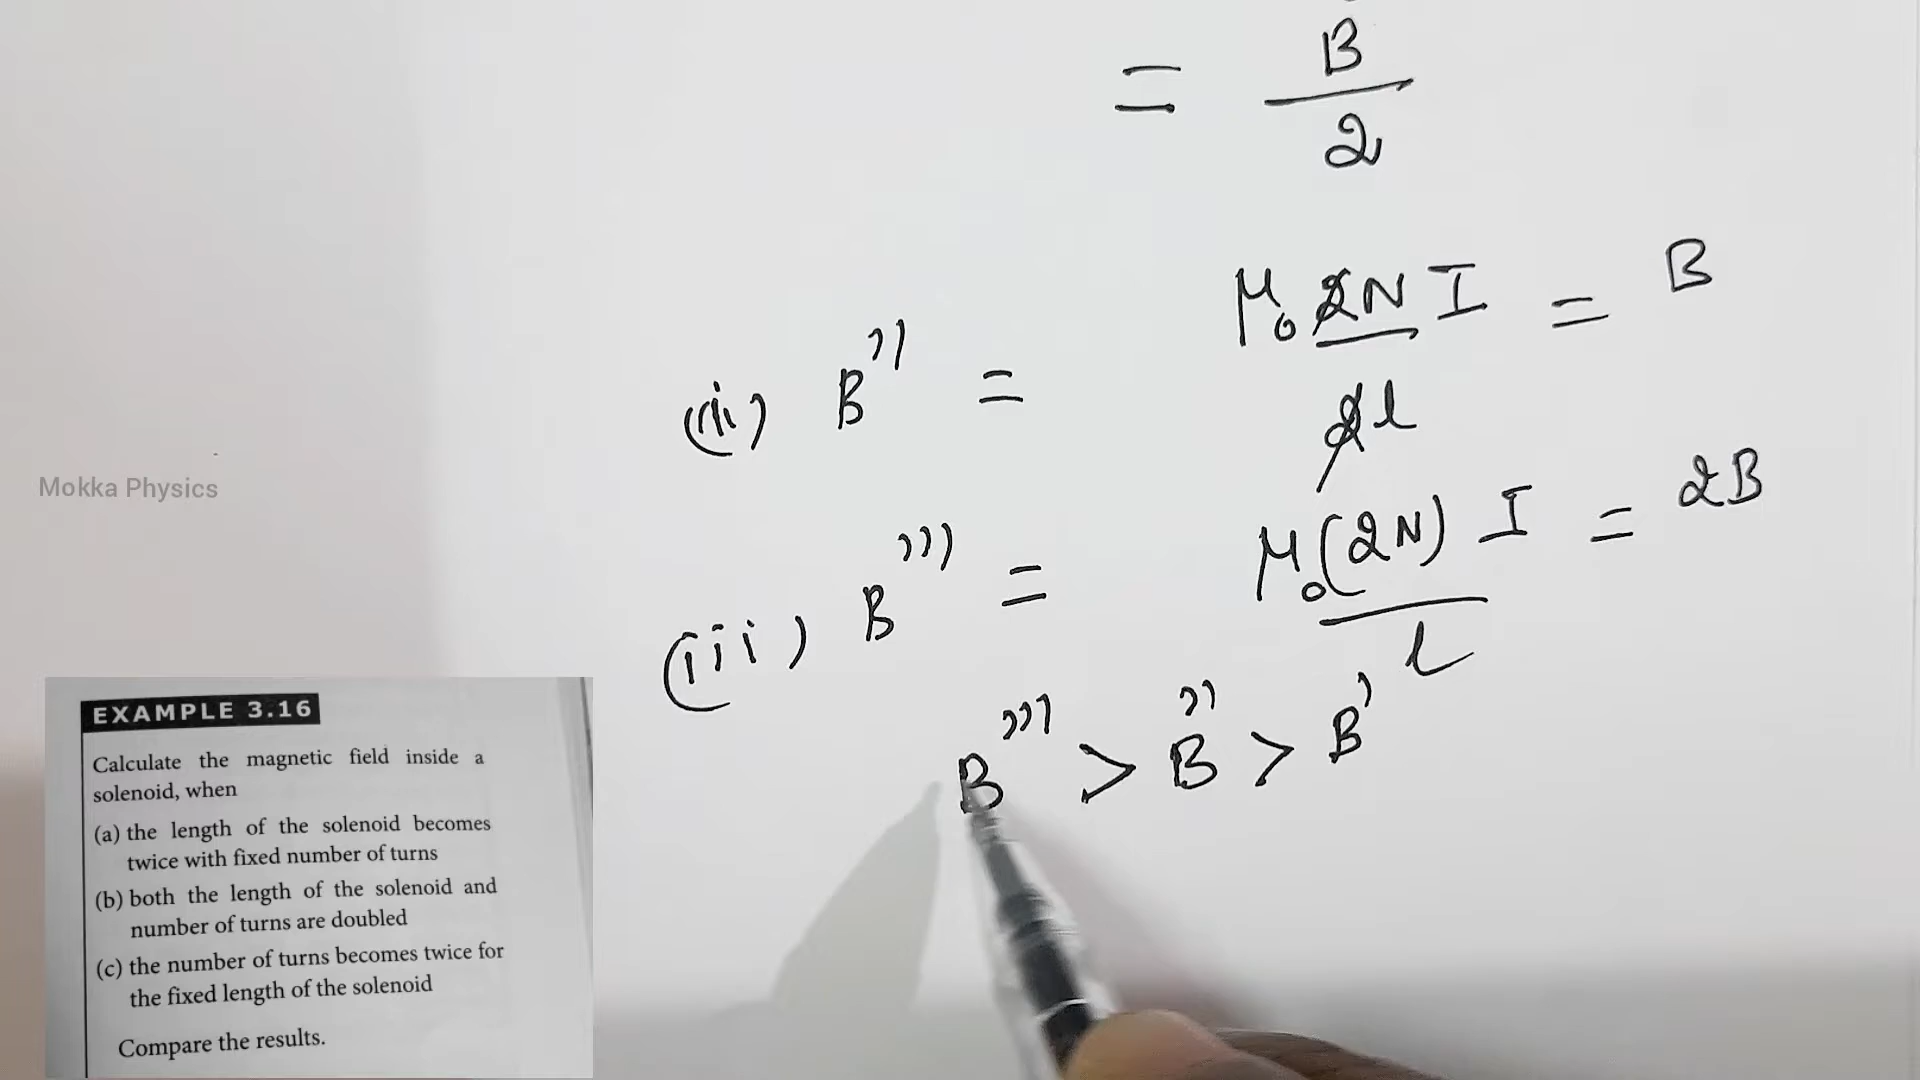 = B/2
(ii) B'' = μ₀ 2N I / 2l = B
(iii) B''' = μ₀ (2N) I / l = 2B
B''' > B'' > B'
Mokka Physics
EXAMPLE 3.16
Calculate the magnetic field inside a
solenoid, when
(a) the length of the solenoid becomes
twice with fixed number of turns
(b) both the length of the solenoid and
number of turns are doubled
(c) the number of turns becomes twice for
the fixed length of the solenoid
Compare the results.